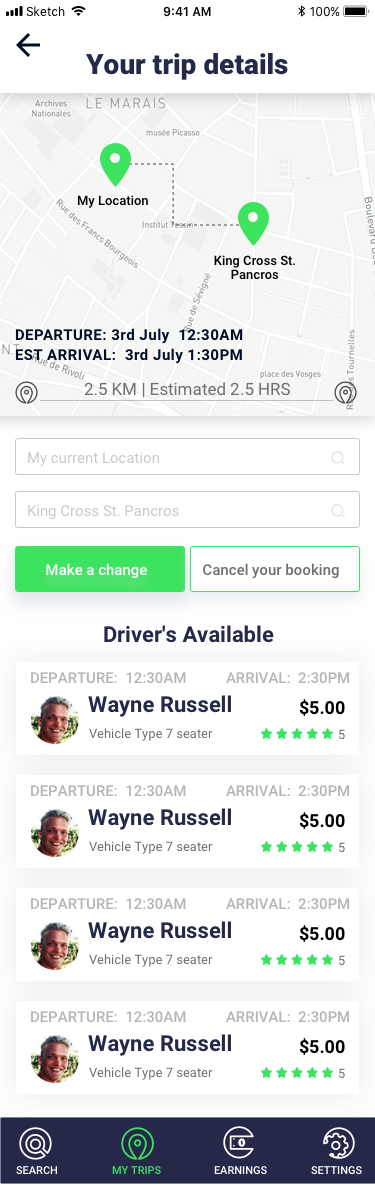 Sketch 9:41 AM 100%
Your trip details
Archives
Nationales
LE MARAIS
musée Picasso
My Location
Rue des Francs Bourgeois
Institut Tessin
King Cross St.
Pancros
Boulevard
Rue de Sévigné
DEPARTURE: 3rd July 12:30AM
EST ARRIVAL: 3rd July 1:30PM
Rue de Rivoli
place des Vosges
Tournelles
2.5 KM | Estimated 2.5 HRS
My current Location
King Cross St. Pancros
Make a change
Cancel your booking
Driver's Available
DEPARTURE: 12:30AM ARRIVAL: 2:30PM
Wayne Russell $5.00
Vehicle Type 7 seater 5
DEPARTURE: 12:30AM ARRIVAL: 2:30PM
Wayne Russell $5.00
Vehicle Type 7 seater 5
DEPARTURE: 12:30AM ARRIVAL: 2:30PM
Wayne Russell $5.00
Vehicle Type 7 seater 5
DEPARTURE: 12:30AM ARRIVAL: 2:30PM
Wayne Russell $5.00
Vehicle Type 7 seater 5
SEARCH MY TRIPS EARNINGS SETTINGS